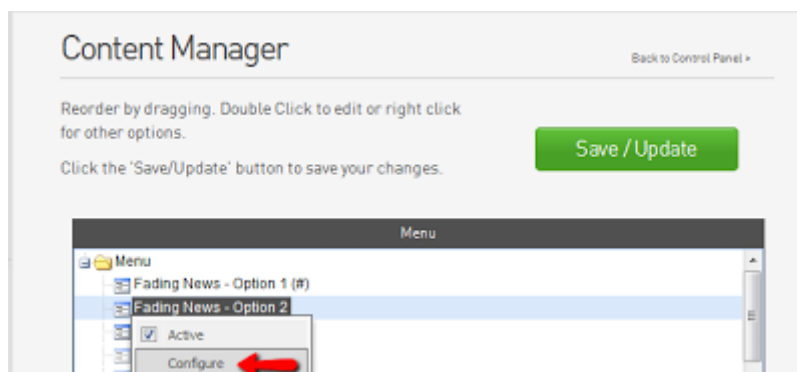 Content Manager
Back to Control Panel >
Reorder by dragging. Double Click to edit or right click
for other options.
Save / Update
Click the 'Save/Update' button to save your changes.
Menu
Menu
Fading News - Option 1 (#)
Fading News - Option 2
Active
Configure